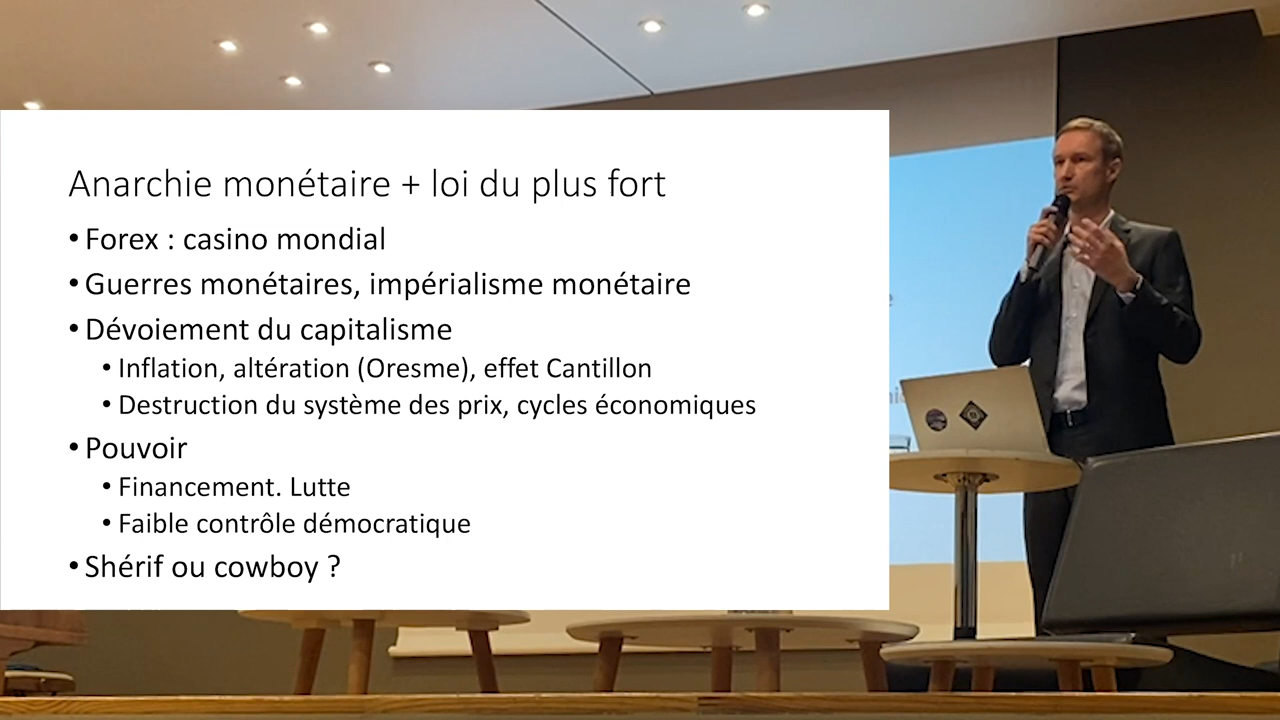 Anarchie monétaire + loi du plus fort
• Forex : casino mondial
• Guerres monétaires, impérialisme monétaire
• Dévoiement du capitalisme
• Inflation, altération (Oresme), effet Cantillon
• Destruction du système des prix, cycles économiques
• Pouvoir
• Financement. Lutte
• Faible contrôle démocratique
• Shérif ou cowboy ?